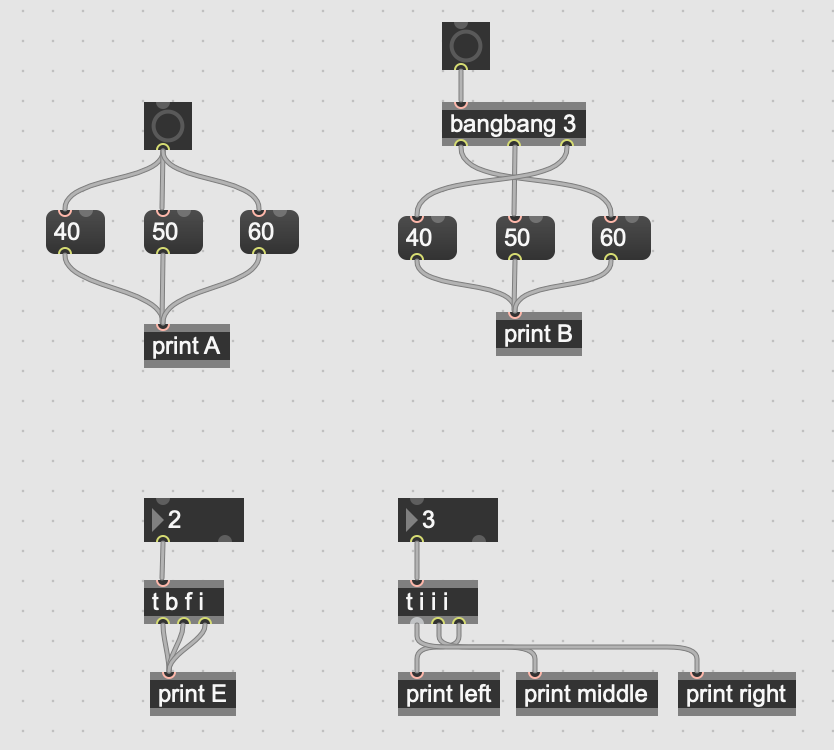 bangbang 3
40
50
60
40
50
60
print A
print B
2
3
t b f i
t i i i
print E
print left
print middle
print right